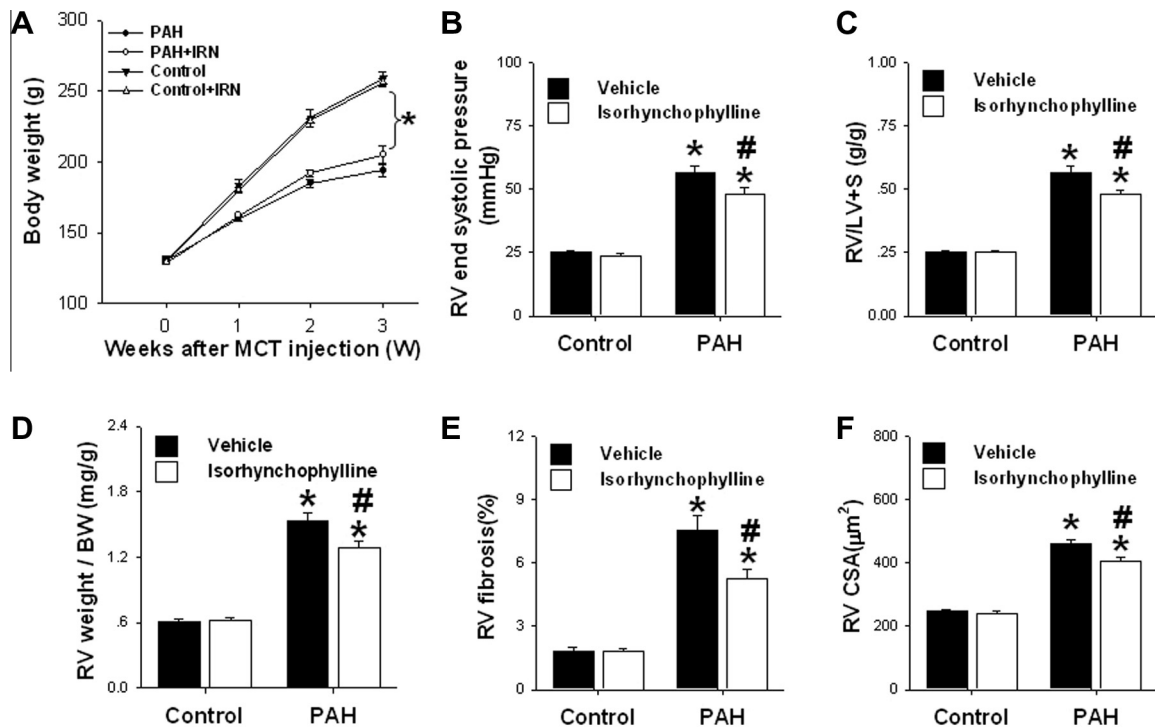 A
300
250
200
150
100
Body weight (g)
PAH
PAH+IRN
Control
Control+IRN
*
0 1 2 3
Weeks after MCT injection (W)
B
100
75
50
25
0
RV end systolic pressure
(mmHg)
Vehicle
Isorhynchophylline
* # *
Control PAH
C
1.00
.75
.50
.25
0.00
RV/LV+S (g/g)
Vehicle
Isorhynchophylline
* # *
Control PAH
D
2.4
1.8
1.2
.6
0.0
RV weight / BW (mg/g)
Vehicle
Isorhynchophylline
* # *
Control PAH
E
12
9
6
3
0
RV fibrosis(%)
Vehicle
Isorhynchophylline
* # *
Control PAH
F
800
600
400
200
0
RV CSA(μm²)
Vehicle
Isorhynchophylline
* # *
Control PAH